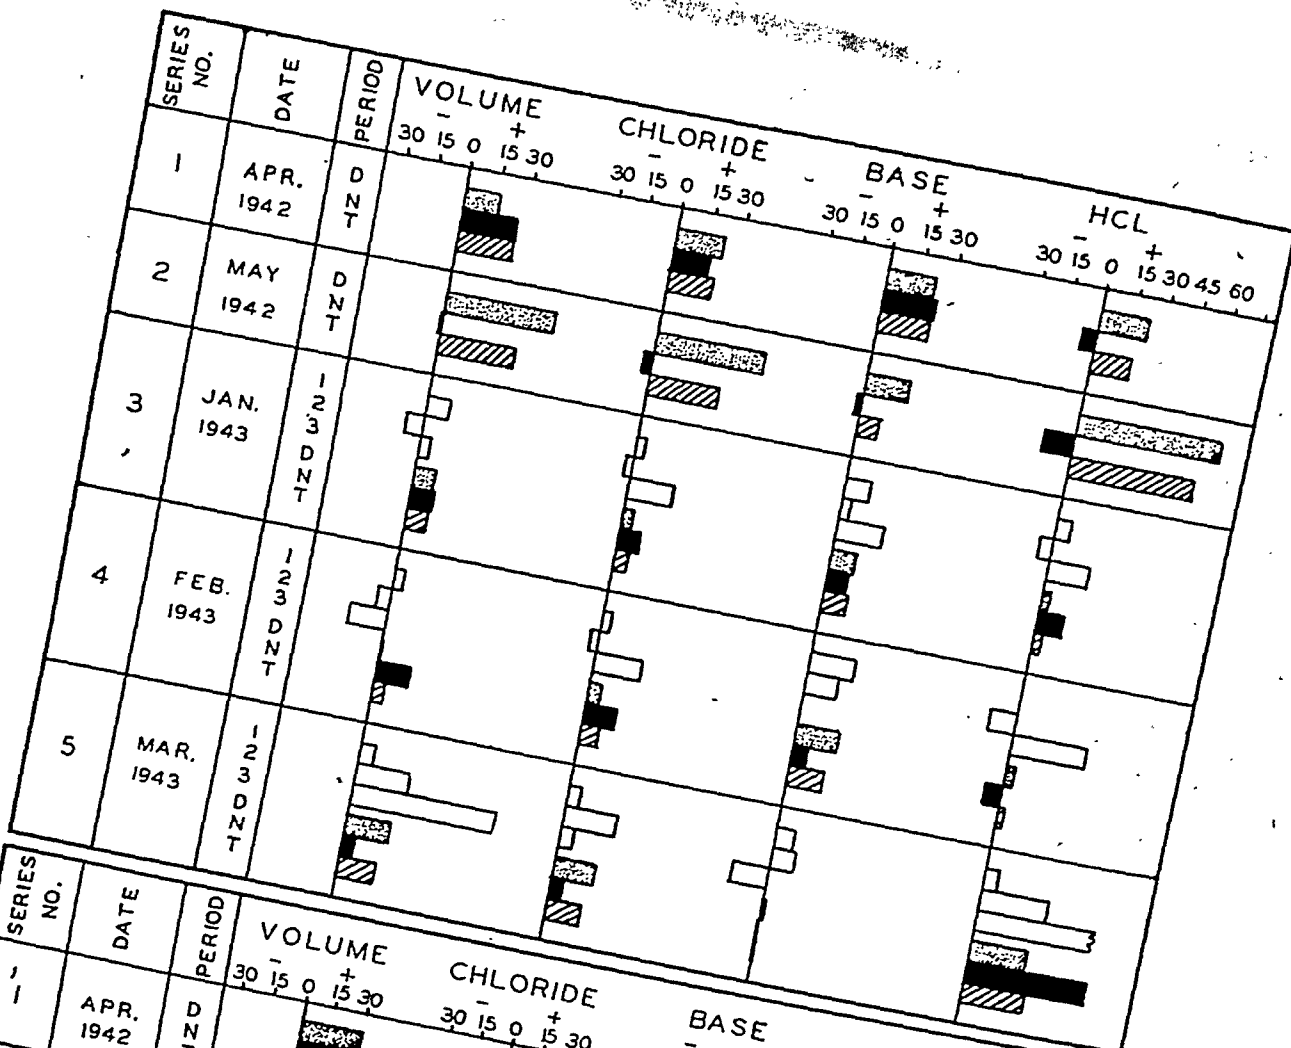 SERIES NO.
DATE
PERIOD
VOLUME
- +
30 15 0 15 30
CHLORIDE
- +
30 15 0 15 30
BASE
- +
30 15 0 15 30
HCL
- +
30 15 0 15 30 45 60
1
APR. 1942
D
N
T
2
MAY 1942
D
N
T
3
JAN. 1943
1
2
3
D
N
T
4
FEB. 1943
1
2
3
D
N
T
5
MAR. 1943
1
2
3
D
N
T
SERIES NO.
DATE
PERIOD
VOLUME
- +
30 15 0 15 30
CHLORIDE
- +
30 15 0 15 30
BASE
-
1
APR. 1942
D
N